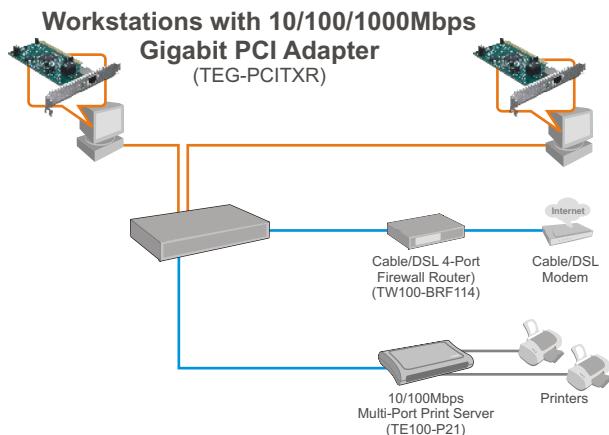 Workstations with 10/100/1000Mbps
Gigabit PCI Adapter
(TEG-PCITXR)
Internet
Cable/DSL 4-Port
Firewall Router)
(TW100-BRF114)
Cable/DSL
Modem
10/100Mbps
Multi-Port Print Server
(TE100-P21)
Printers